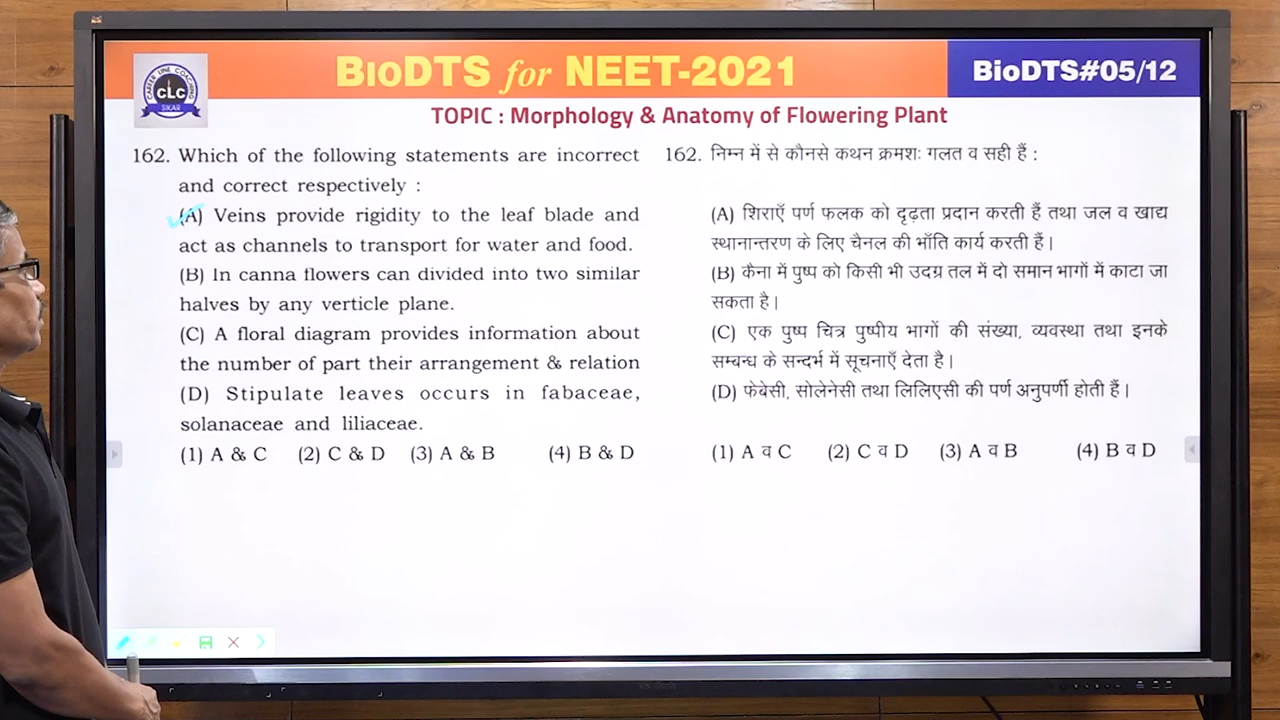 BIODTS for NEET-2021
BIODTS#05/12
CAREER LINE COACHING
CLC
SIKAR
TOPIC : Morphology & Anatomy of Flowering Plant
162. Which of the following statements are incorrect
and correct respectively :
(A) Veins provide rigidity to the leaf blade and
act as channels to transport for water and food.
(B) In canna flowers can divided into two similar
halves by any verticle plane.
(C) A floral diagram provides information about
the number of part their arrangement & relation
(D) Stipulate leaves occurs in fabaceae,
solanaceae and liliaceae.
(1) A & C (2) C & D (3) A & B (4) B & D
162. निम्न में से कौनसे कथन क्रमशः गलत व सही हैं :
(A) शिराएँ पर्ण फलक को दृढ़ता प्रदान करती हैं तथा जल व खाद्य
स्थानान्तरण के लिए चैनल की भाँति कार्य करती हैं।
(B) कैना में पुष्प को किसी भी उदग्र तल में दो समान भागों में काटा जा
सकता है।
(C) एक पुष्प चित्र पुष्पीय भागों की संख्या, व्यवस्था तथा इनके
सम्बन्ध के सन्दर्भ में सूचनाएँ देता है।
(D) फेबेसी, सोलेनेसी तथा लिलिएसी की पर्ण अनुपर्णी होती हैं।
(1) A व C (2) C व D (3) A व B (4) B व D